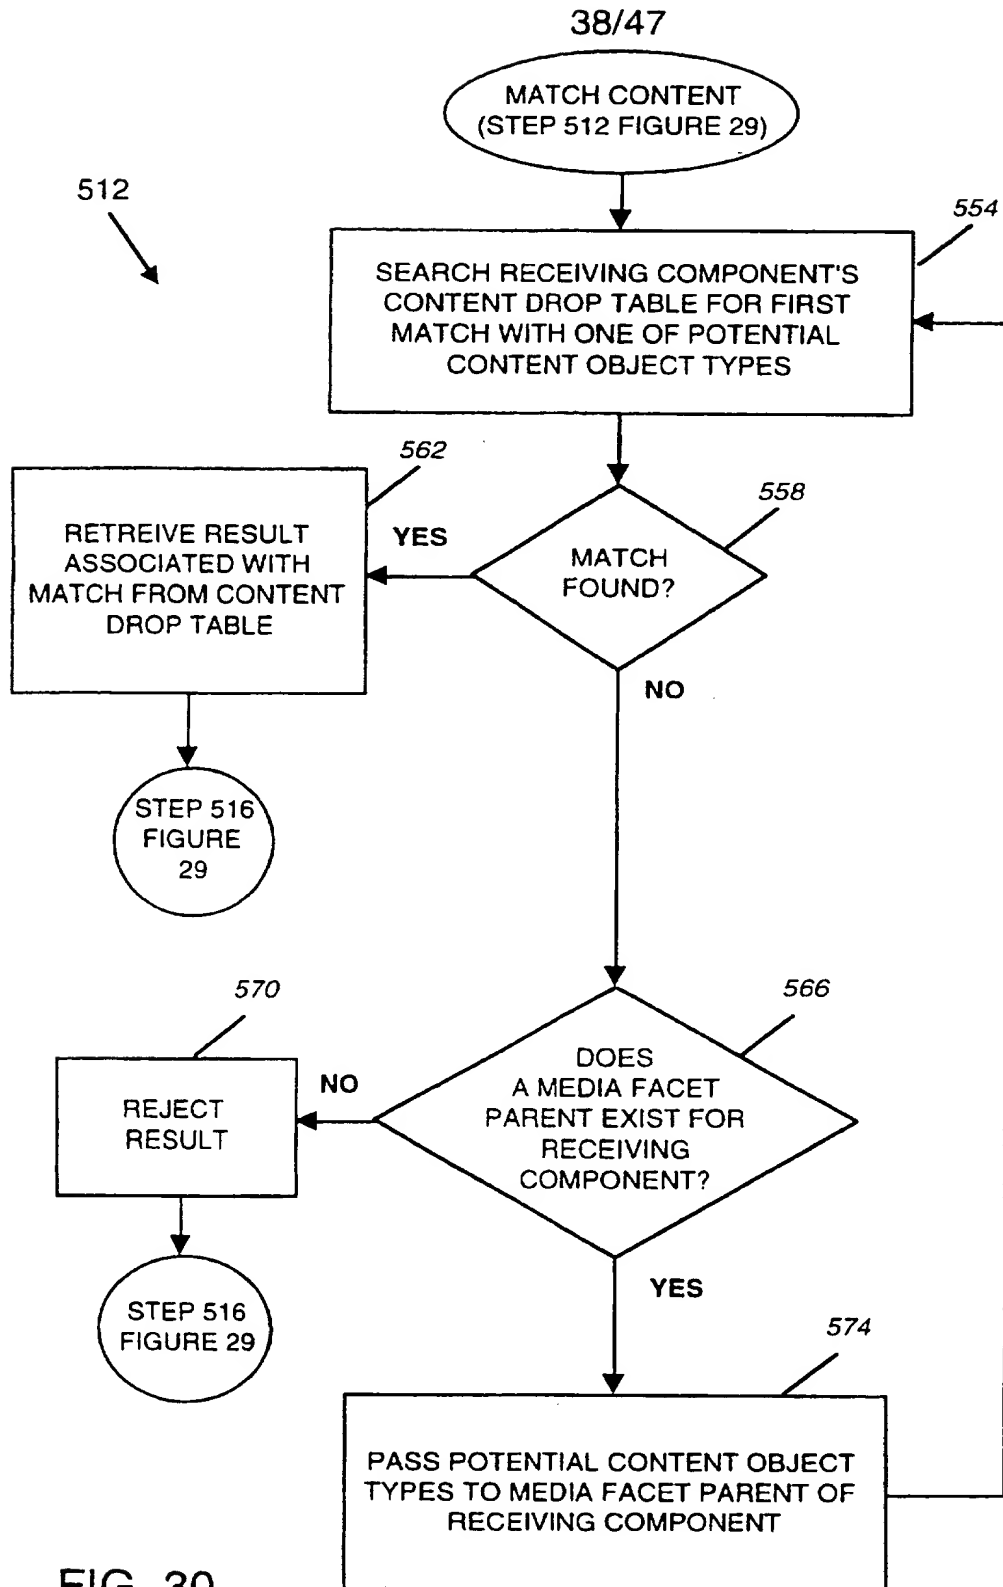 38/47
MATCH CONTENT
(STEP 512 FIGURE 29)
512
554
SEARCH RECEIVING COMPONENT'S
CONTENT DROP TABLE FOR FIRST
MATCH WITH ONE OF POTENTIAL
CONTENT OBJECT TYPES
562
558
RETREIVE RESULT
ASSOCIATED WITH
MATCH FROM CONTENT
DROP TABLE
YES
MATCH
FOUND?
NO
STEP 516
FIGURE
29
570
566
DOES
A MEDIA FACET
PARENT EXIST FOR
RECEIVING
COMPONENT?
NO
REJECT
RESULT
YES
STEP 516
FIGURE 29
574
PASS POTENTIAL CONTENT OBJECT
TYPES TO MEDIA FACET PARENT OF
RECEIVING COMPONENT
FIG. 30